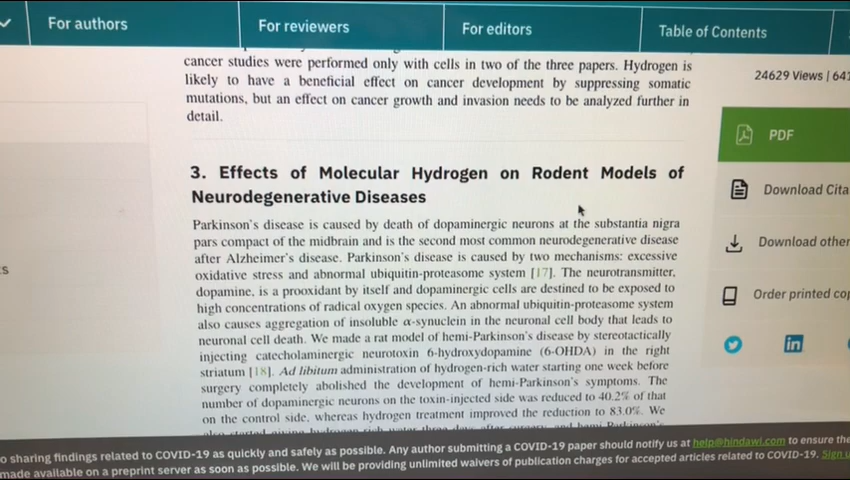 For authors
For reviewers
For editors
Table of Contents
cancer studies were performed only with cells in two of the three papers. Hydrogen is
likely to have a beneficial effect on cancer development by suppressing somatic
mutations, but an effect on cancer growth and invasion needs to be analyzed further in
detail.
24629 Views | 641
PDF
Download Cita
Download other
Order printed cop
s
3. Effects of Molecular Hydrogen on Rodent Models of
Neurodegenerative Diseases
Parkinson's disease is caused by death of dopaminergic neurons at the substantia nigra
pars compact of the midbrain and is the second most common neurodegenerative disease
after Alzheimer's disease. Parkinson's disease is caused by two mechanisms: excessive
oxidative stress and abnormal ubiquitin-proteasome system [17]. The neurotransmitter,
dopamine, is a prooxidant by itself and dopaminergic cells are destined to be exposed to
high concentrations of radical oxygen species. An abnormal ubiquitin-proteasome system
also causes aggregation of insoluble α-synuclein in the neuronal cell body that leads to
neuronal cell death. We made a rat model of hemi-Parkinson's disease by stereotactically
injecting catecholaminergic neurotoxin 6-hydroxydopamine (6-OHDA) in the right
striatum [18]. Ad libitum administration of hydrogen-rich water starting one week before
surgery completely abolished the development of hemi-Parkinson's symptoms. The
number of dopaminergic neurons on the toxin-injected side was reduced to 40.2% of that
on the control side, whereas hydrogen treatment improved the reduction to 83.0%. We
in
o sharing findings related to COVID-19 as quickly and safely as possible. Any author submitting a COVID-19 paper should notify us at help@hindawi.com to ensure the
made available on a preprint server as soon as possible. We will be providing unlimited waivers of publication charges for accepted articles related to COVID-19. Sign u